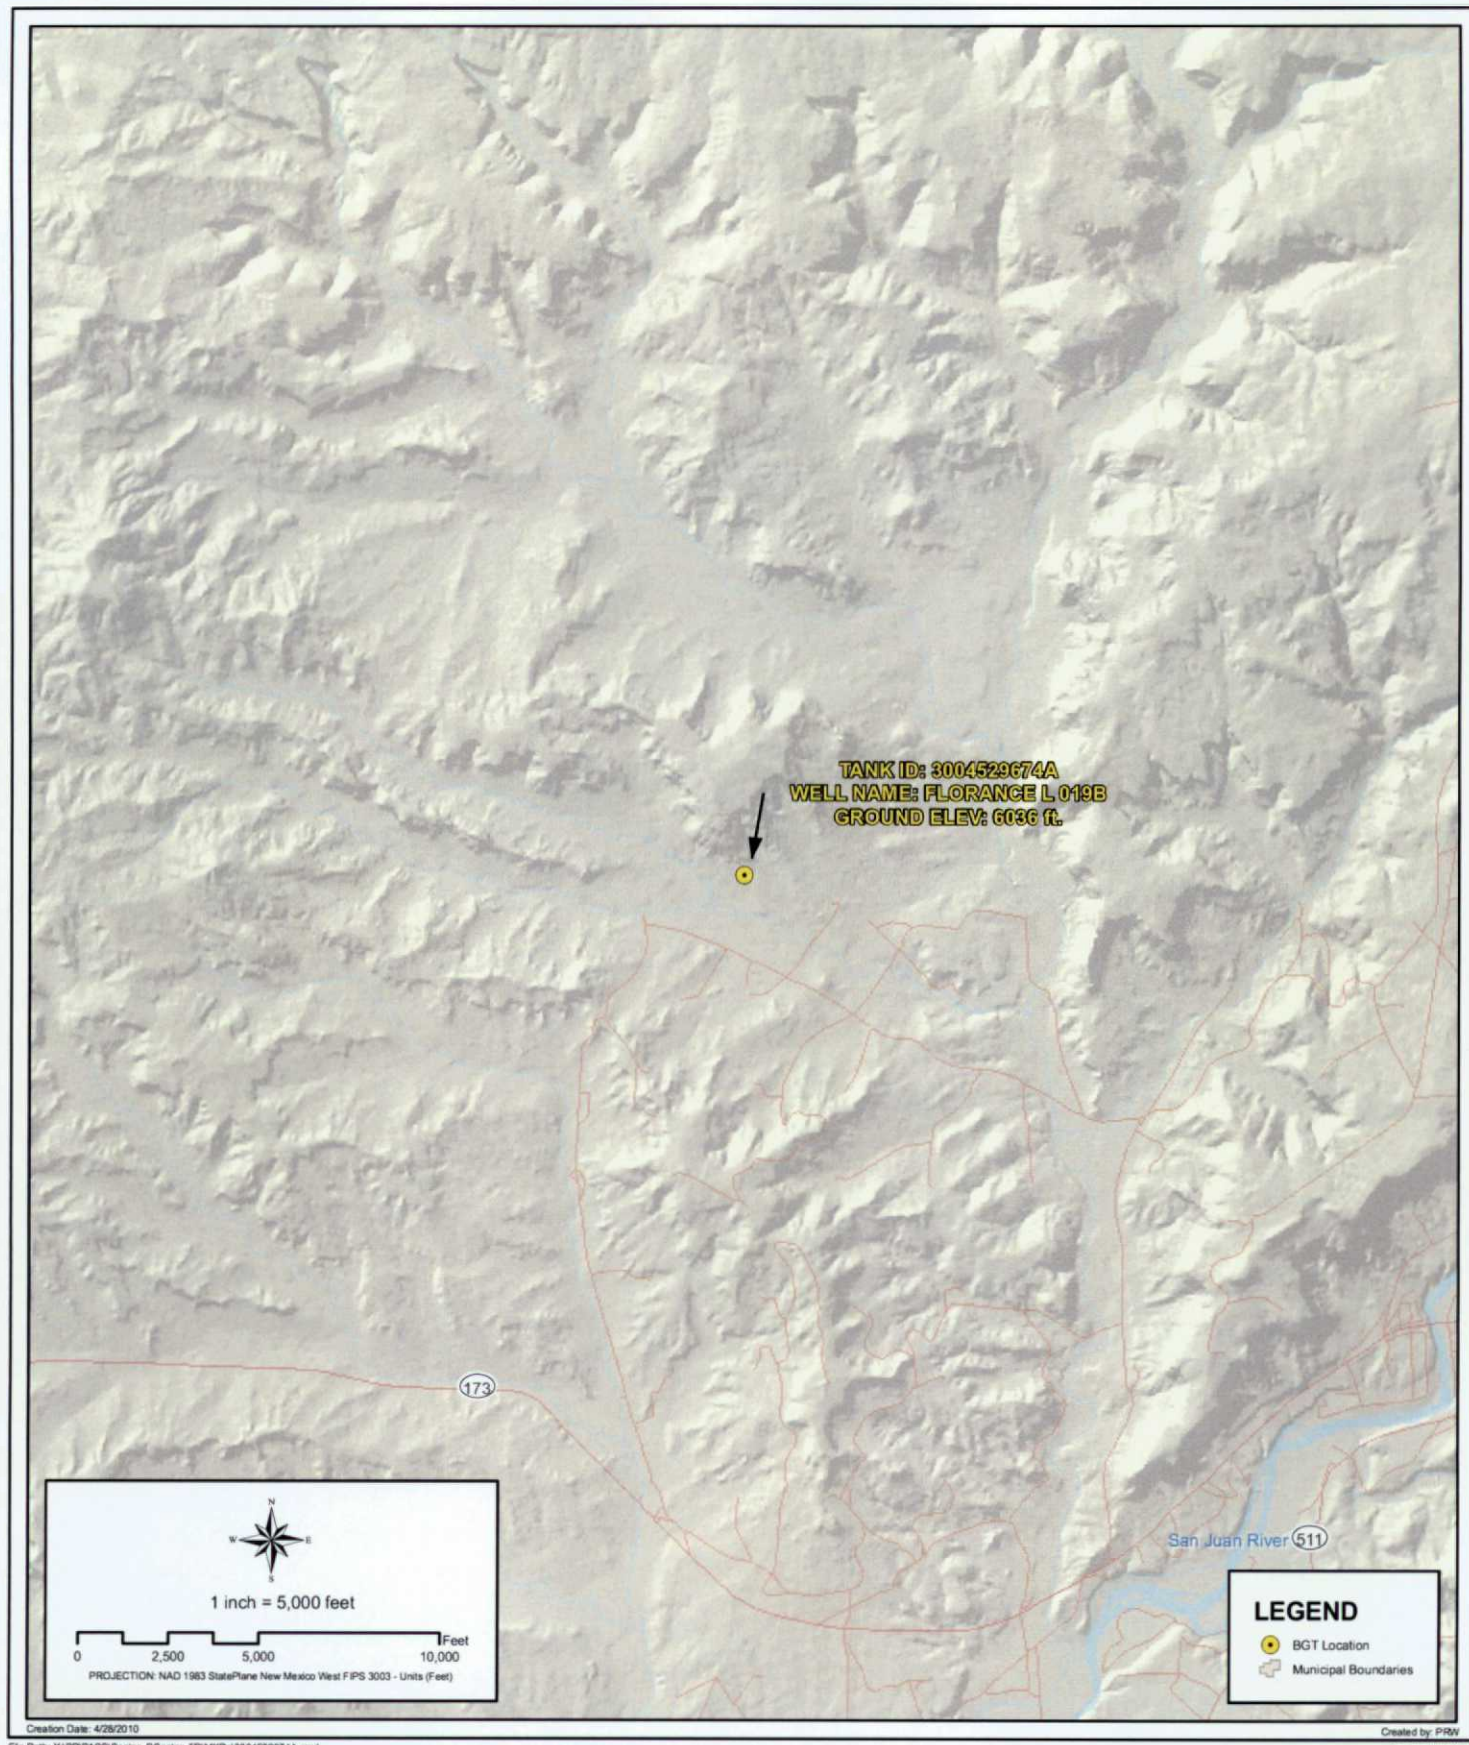 TANK ID: 3004529674A
WELL NAME: FLORANCE L 019B
GROUND ELEV: 6036 ft.
173
San Juan River
511
N
W
E
S
1 inch = 5,000 feet
Feet
0
2,500
5,000
10,000
PROJECTION: NAD 1983 StatePlane New Mexico West FIPS 3003 - Units (Feet)
LEGEND
BGT Location
Municipal Boundaries
Creation Date: 4/28/2010
Created by: PRW